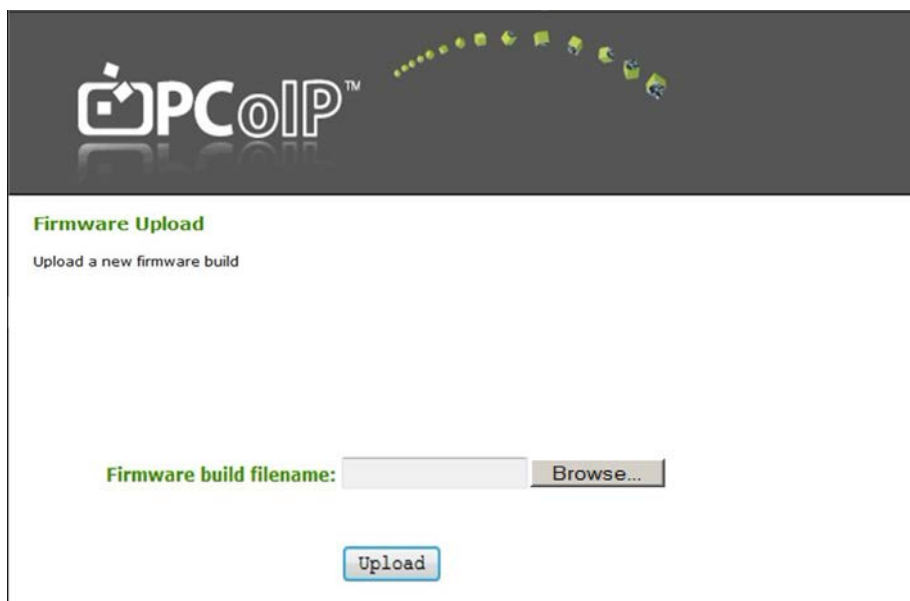 PCoIP™
Firmware Upload
Upload a new firmware build
Firmware build filename:
Browse...
Upload